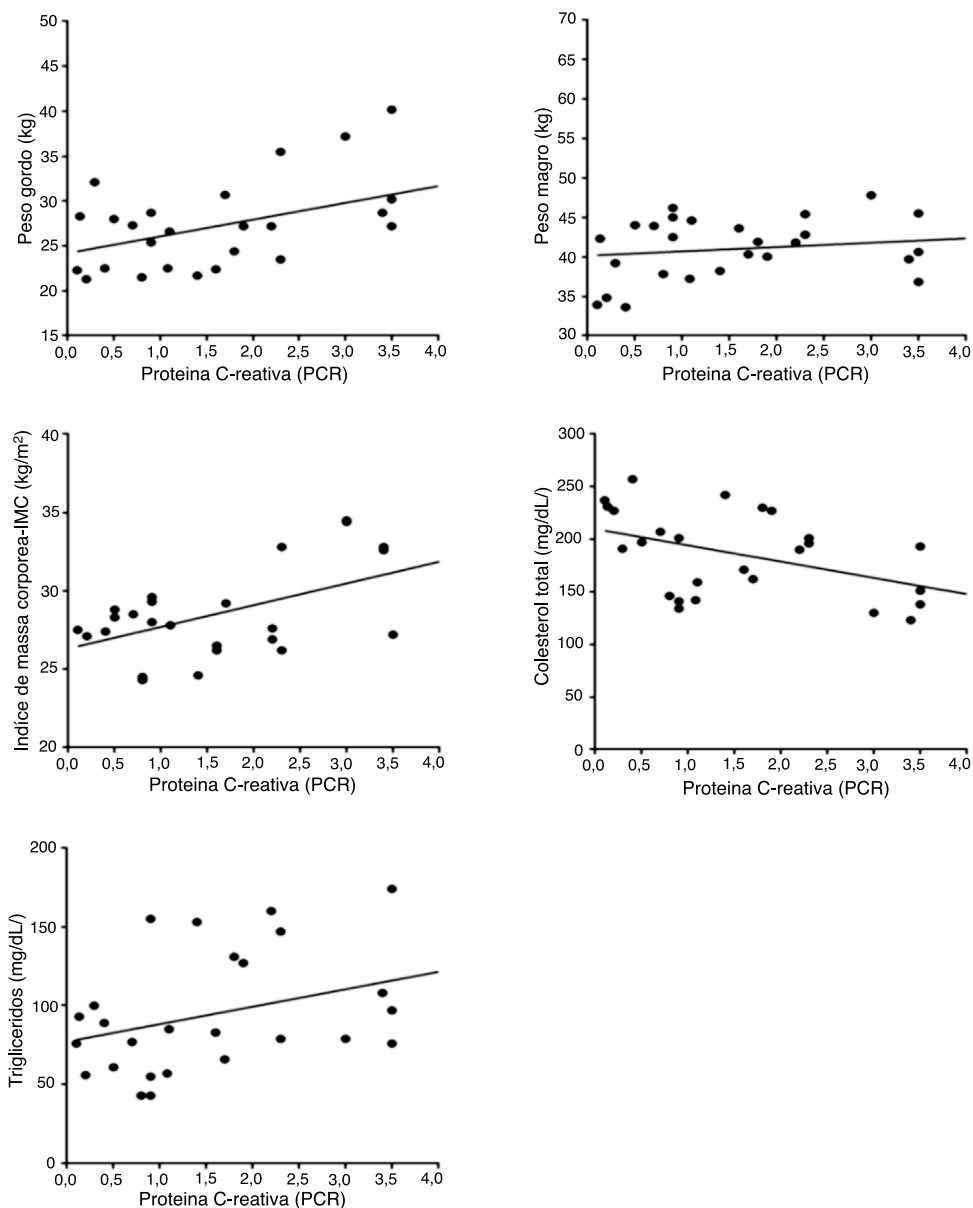 Peso gordo (kg)
50
45
40
35
30
25
20
15
0,0 0,5 1,0 1,5 2,0 2,5 3,0 3,5 4,0
Proteina C-reativa (PCR)
Peso magro (kg)
70
65
60
55
50
45
40
35
30
0,0 0,5 1,0 1,5 2,0 2,5 3,0 3,5 4,0
Proteina C-reativa (PCR)
Indíce de massa corporea-IMC (kg/m²)
40
35
30
25
20
0,0 0,5 1,0 1,5 2,0 2,5 3,0 3,5 4,0
Proteina C-reativa (PCR)
Colesterol total (mg/dL/)
300
250
200
150
100
50
0
0,0 0,5 1,0 1,5 2,0 2,5 3,0 3,5 4,0
Proteina C-reativa (PCR)
Trigliceridos (mg/dL/)
200
150
100
50
0
0,0 0,5 1,0 1,5 2,0 2,5 3,0 3,5 4,0
Proteina C-reativa (PCR)